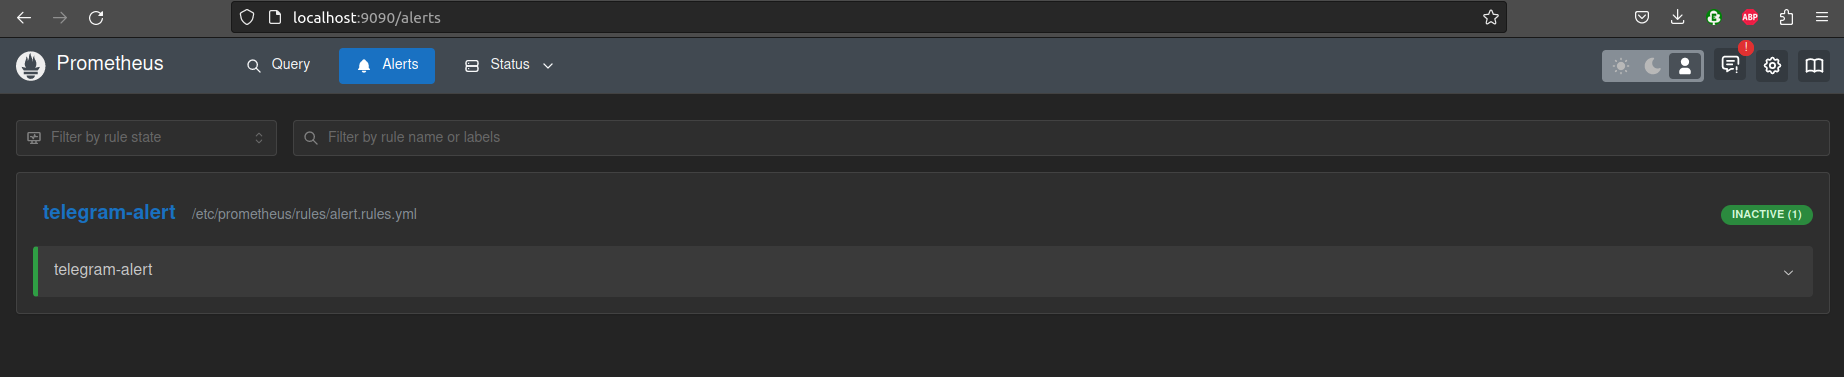 localhost:9090/alerts
ABP
Prometheus
Query
Alerts
Status
!
Filter by rule state
Filter by rule name or labels
telegram-alert /etc/prometheus/rules/alert.rules.yml
INACTIVE (1)
telegram-alert